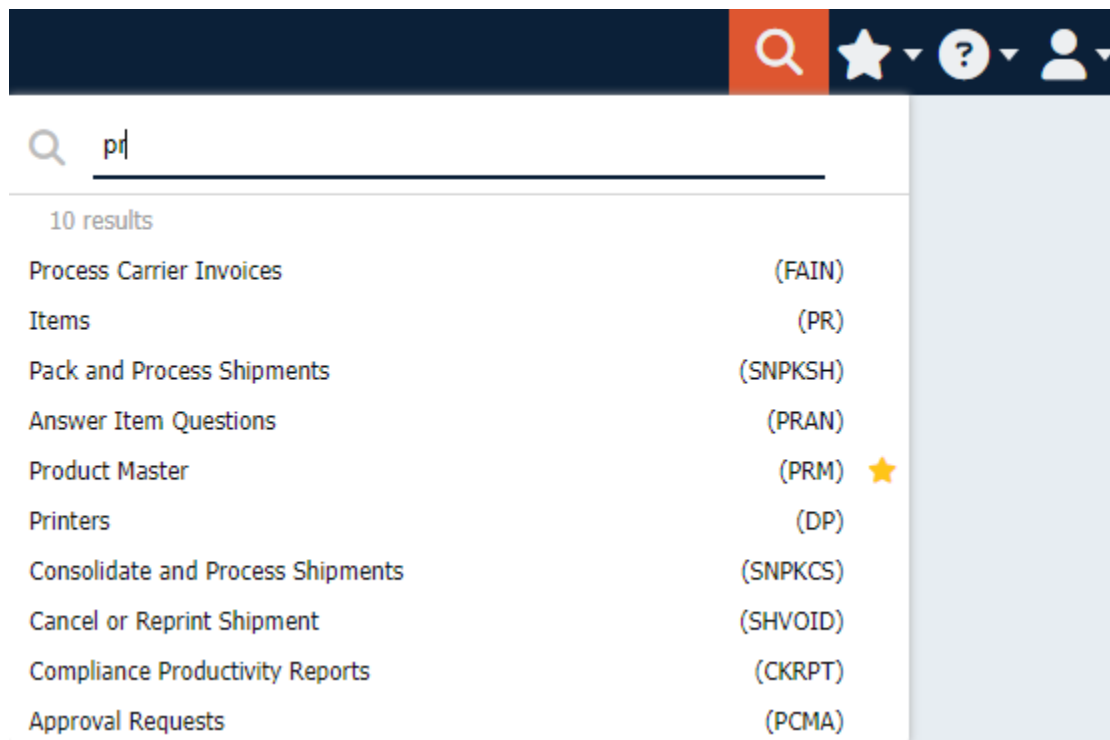 pr
10 results
Process Carrier Invoices (FAIN)
Items (PR)
Pack and Process Shipments (SNPKSH)
Answer Item Questions (PRAN)
Product Master (PRM)
Printers (DP)
Consolidate and Process Shipments (SNPKCS)
Cancel or Reprint Shipment (SHVOID)
Compliance Productivity Reports (CKRPT)
Approval Requests (PCMA)